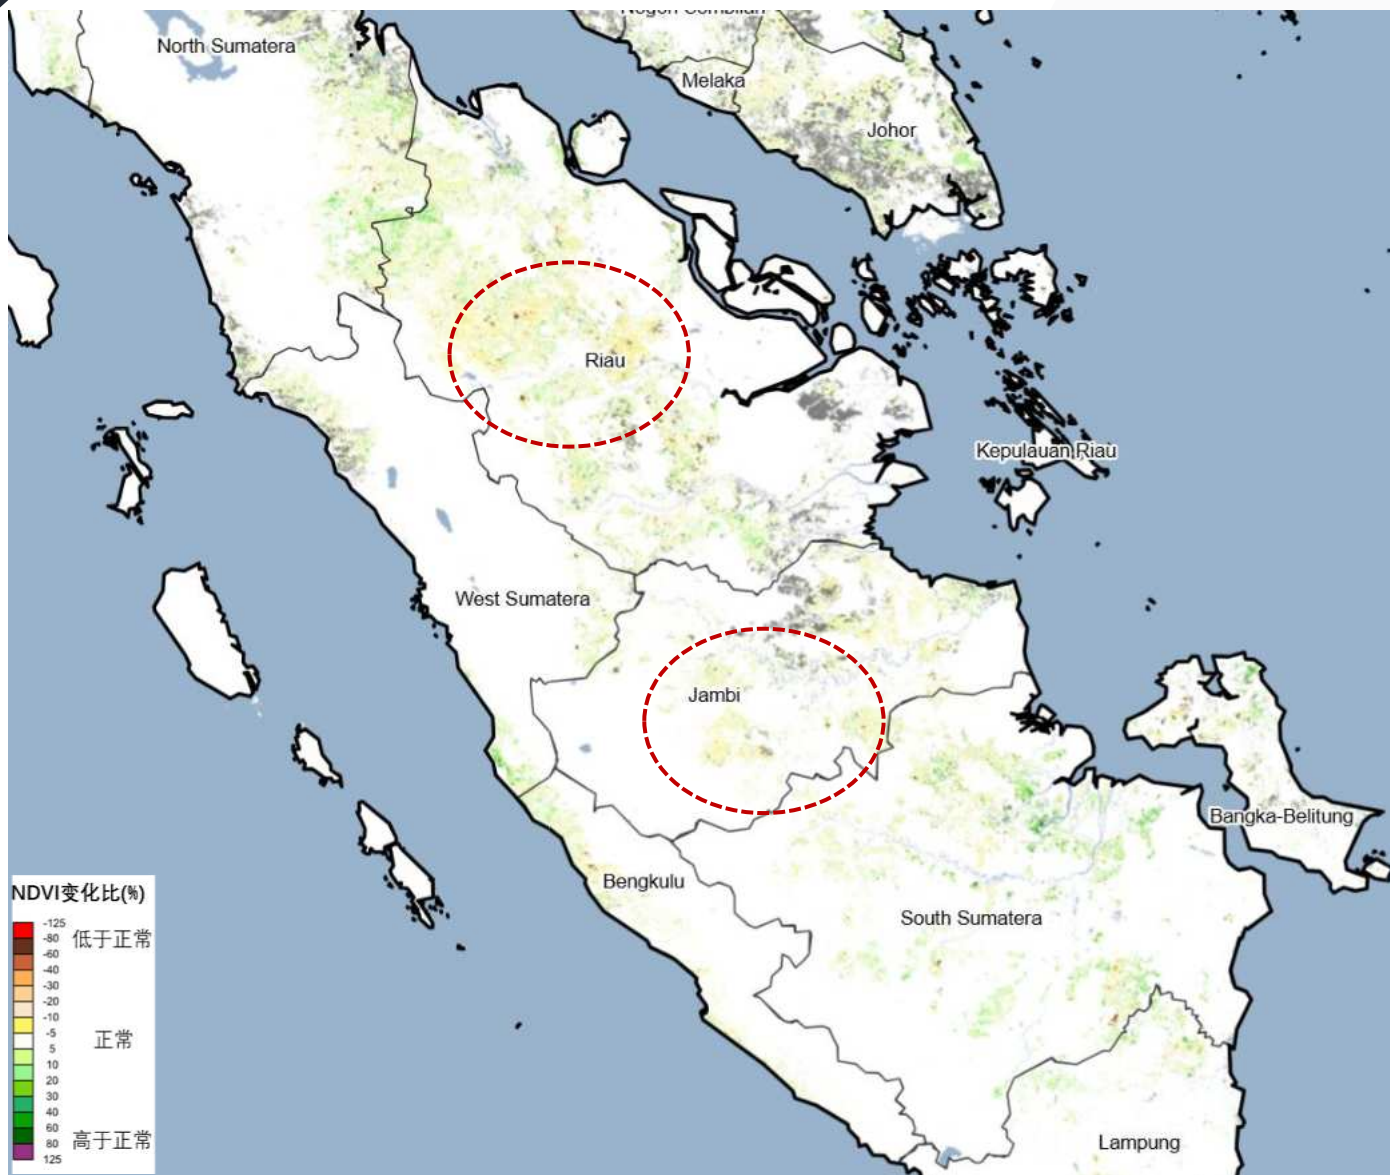 Negeri Sembilan
North Sumatera
Melaka
Johor
Riau
Kepulauan Riau
West Sumatera
Jambi
Bangka-Belitung
Bengkulu
South Sumatera
Lampung
NDVI变化比(%)
-125
低于正常
-80
-60
-40
-30
-20
-10
-5
正常
5
10
20
30
40
60
80
高于正常
125